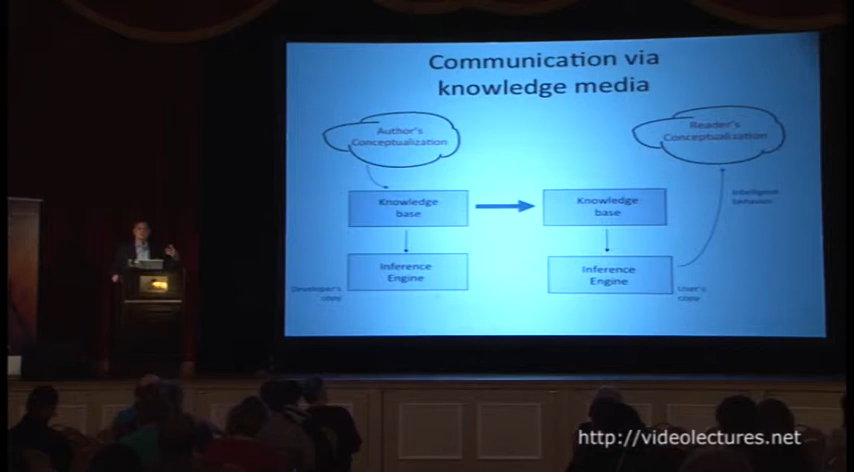 Communication via
knowledge media
Author's
Conceptualization
Reader's
Conceptualization
Knowledge
base
Knowledge
base
Intelligent
behavior
Inference
Engine
Inference
Engine
Developer's
copy
User's
copy
http://videolectures.net